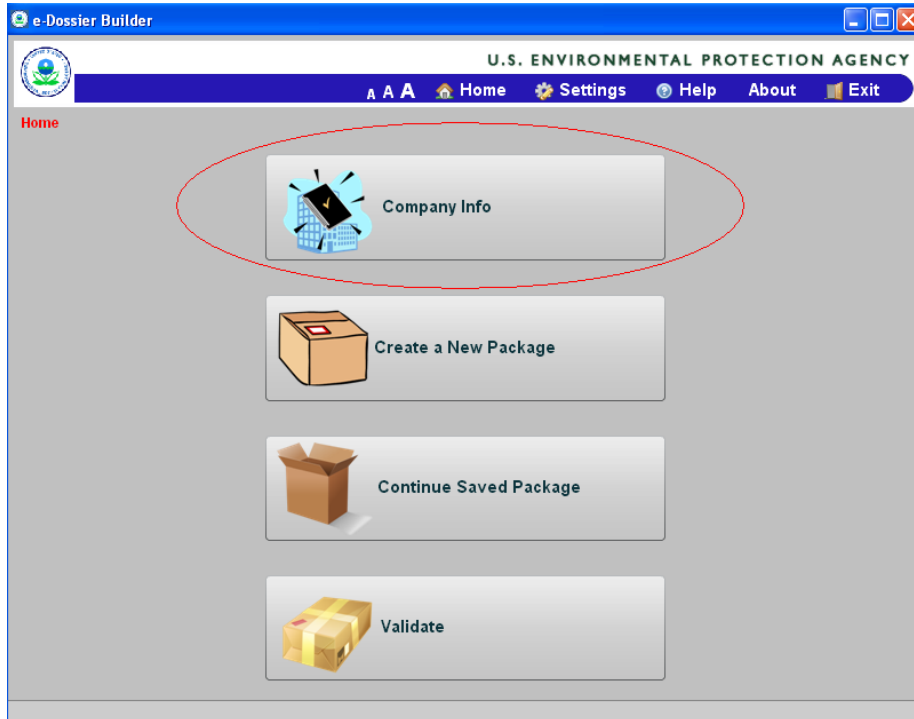 e-Dossier Builder
U.S. ENVIRONMENTAL PROTECTION AGENCY
A A A Home Settings Help About Exit
Home
Company Info
Create a New Package
Continue Saved Package
Validate